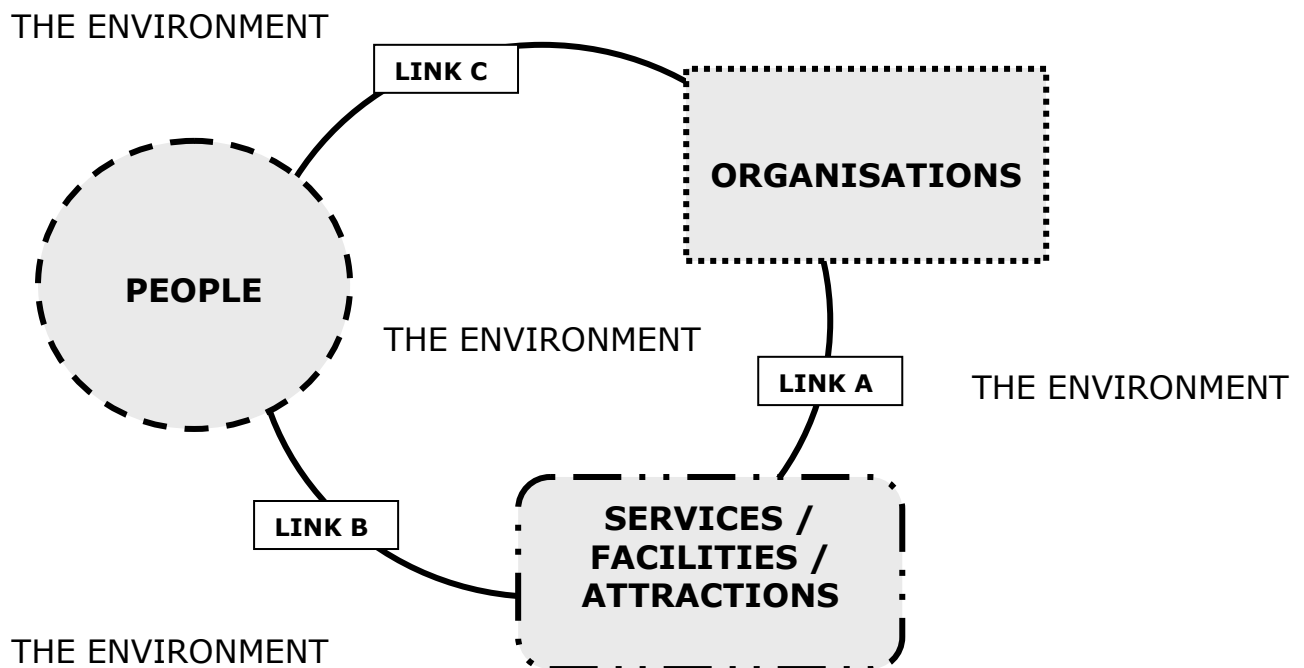 THE ENVIRONMENT
LINK C
ORGANISATIONS
PEOPLE
THE ENVIRONMENT
LINK A
THE ENVIRONMENT
LINK B
SERVICES /
FACILITIES /
ATTRACTIONS
THE ENVIRONMENT